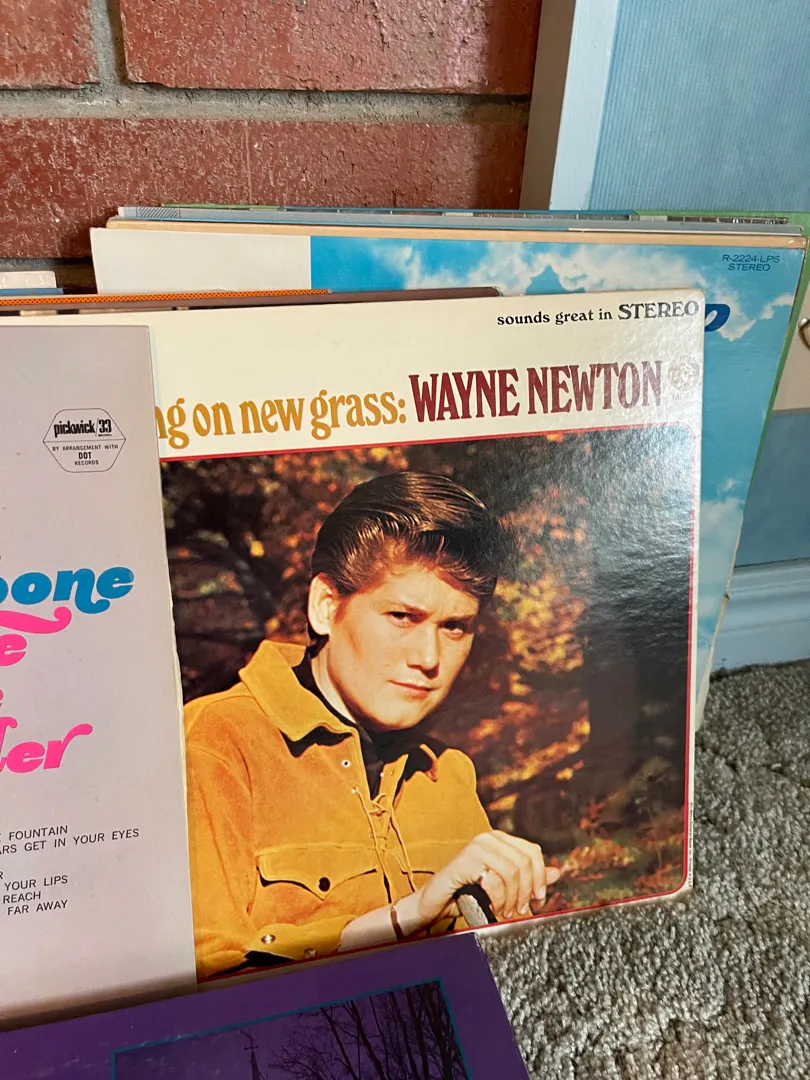 R-2224-LPS
STEREO
sounds great in STEREO
ng on new grass: WAYNE NEWTON
MGM
pickwick/33
BY ARRANGEMENT WITH
DOT
RECORDS
oone
e
e
ler
FOUNTAIN
ARS GET IN YOUR EYES
R
YOUR LIPS
REACH
FAR AWAY